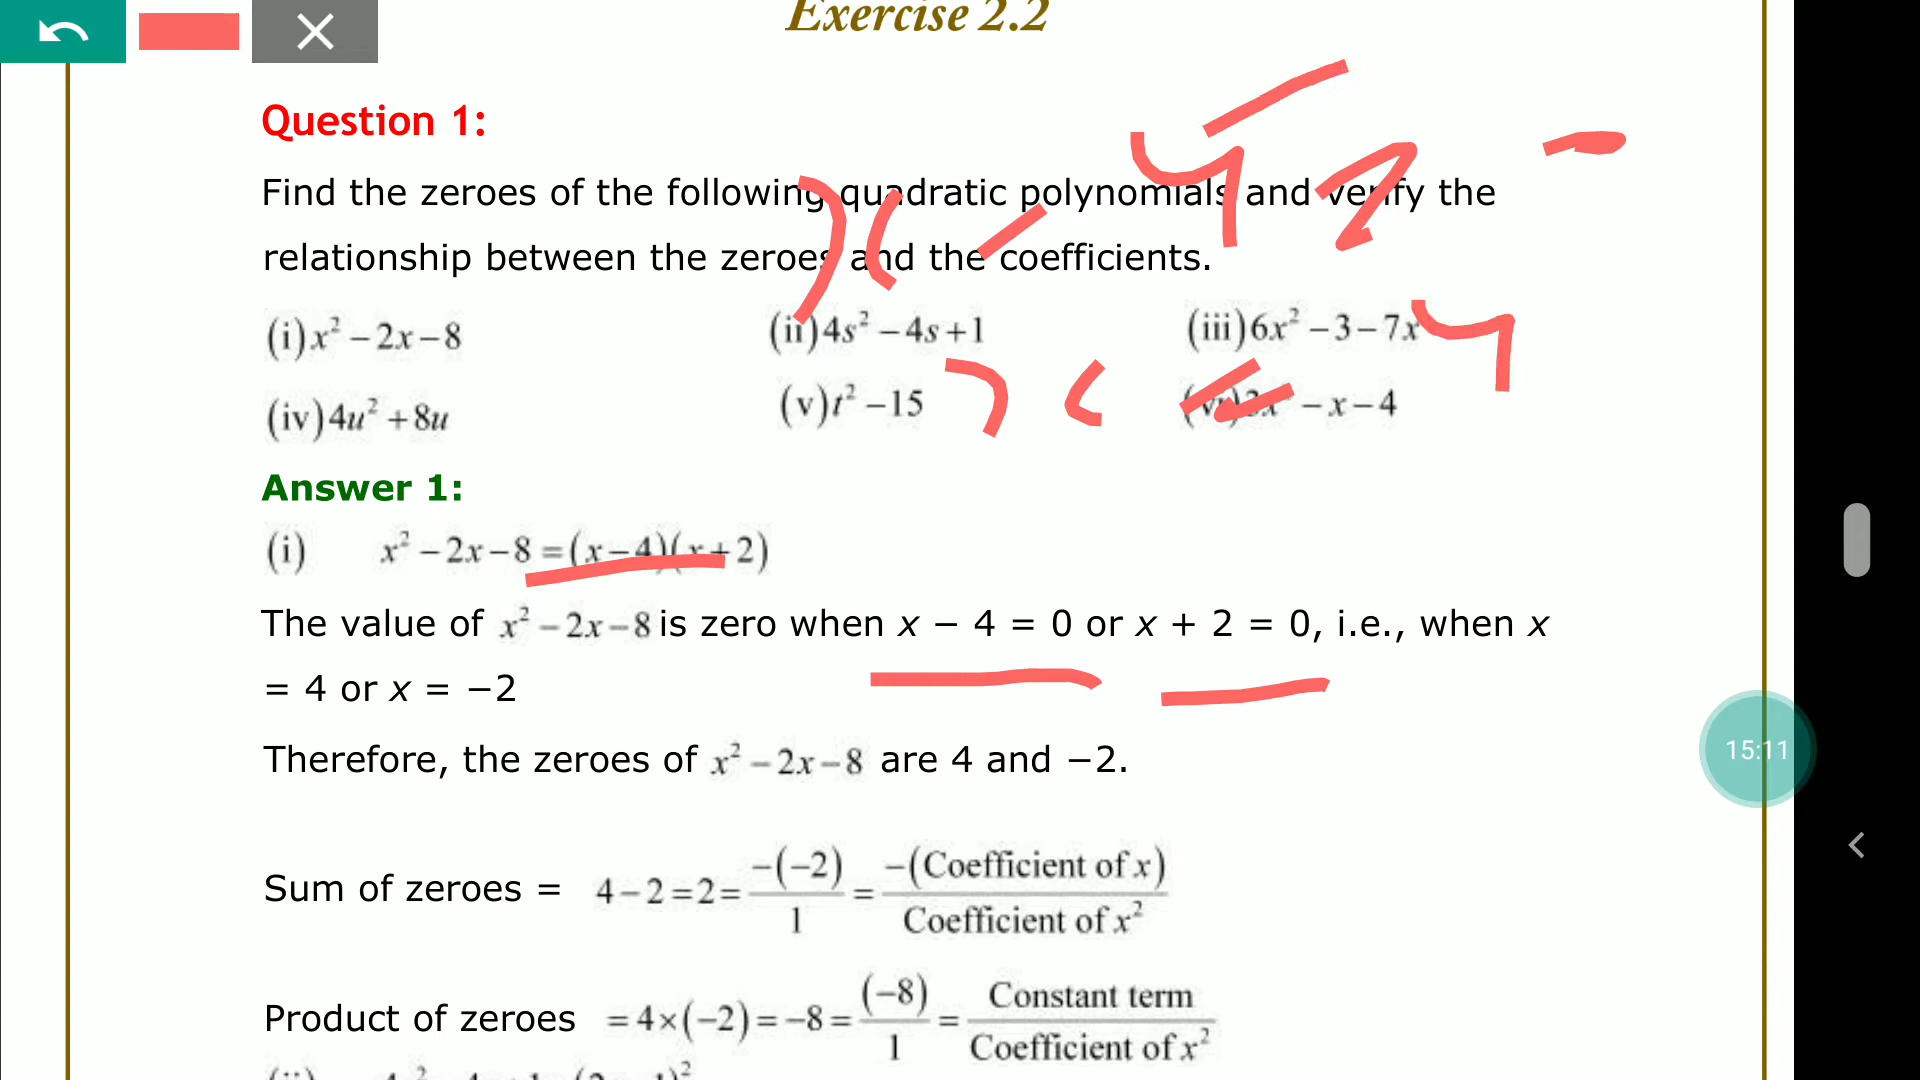 Exercise 2.2
Question 1:
Find the zeroes of the following quadratic polynomials and verify the
relationship between the zeroes and the coefficients.
(i) x² – 2x – 8 (ii) 4s² – 4s + 1 (iii) 6x² – 3 – 7x
(iv) 4u² + 8u (v) t² – 15 (vi) 3x² – x – 4
Answer 1:
(i) x² – 2x – 8 = (x – 4)(x + 2)
The value of x² – 2x – 8 is zero when x − 4 = 0 or x + 2 = 0, i.e., when x
= 4 or x = −2
Therefore, the zeroes of x² – 2x – 8 are 4 and −2.
Sum of zeroes = 4 – 2 = 2 = –(–2)/1 = –(Coefficient of x)/Coefficient of x²
Product of zeroes = 4×(–2) = –8 = (–8)/1 = Constant term/Coefficient of x²
15:11